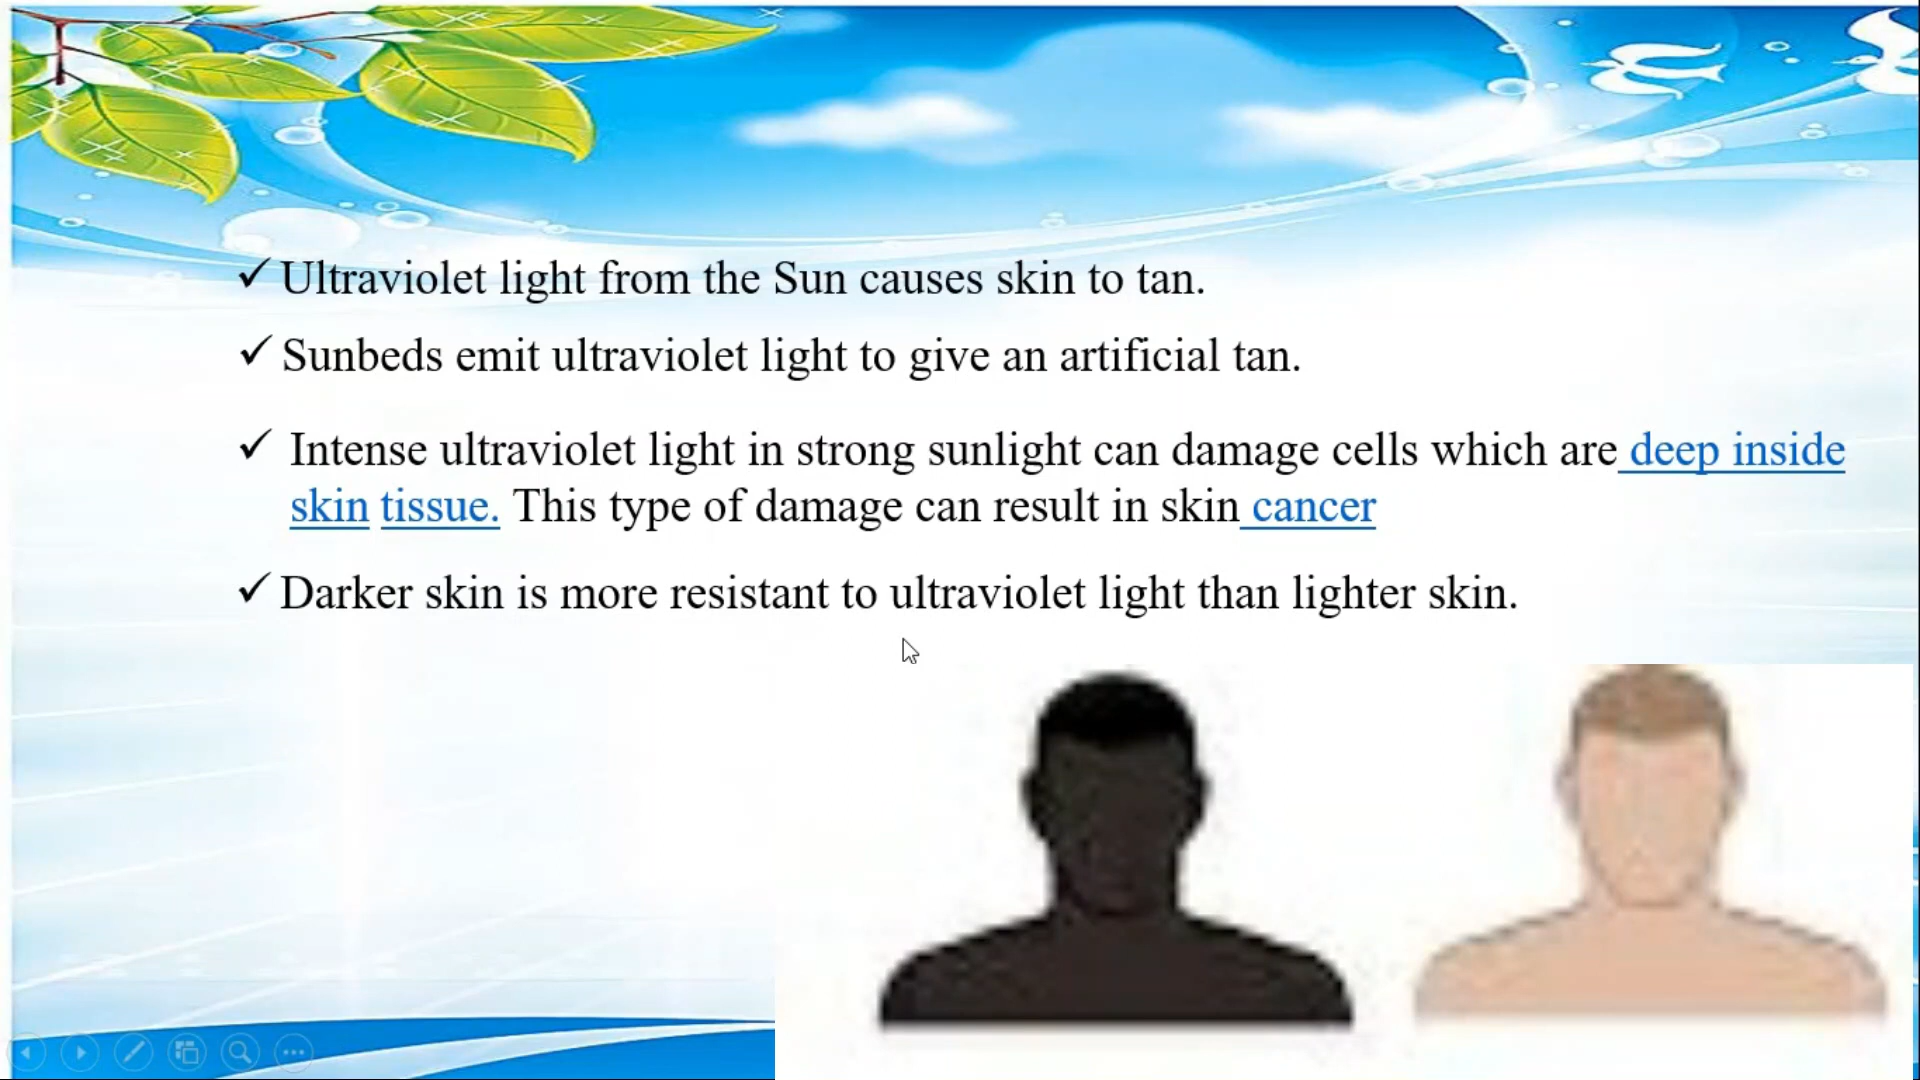 ✓ Ultraviolet light from the Sun causes skin to tan.
✓ Sunbeds emit ultraviolet light to give an artificial tan.
✓ Intense ultraviolet light in strong sunlight can damage cells which are deep inside
skin tissue. This type of damage can result in skin cancer
✓ Darker skin is more resistant to ultraviolet light than lighter skin.